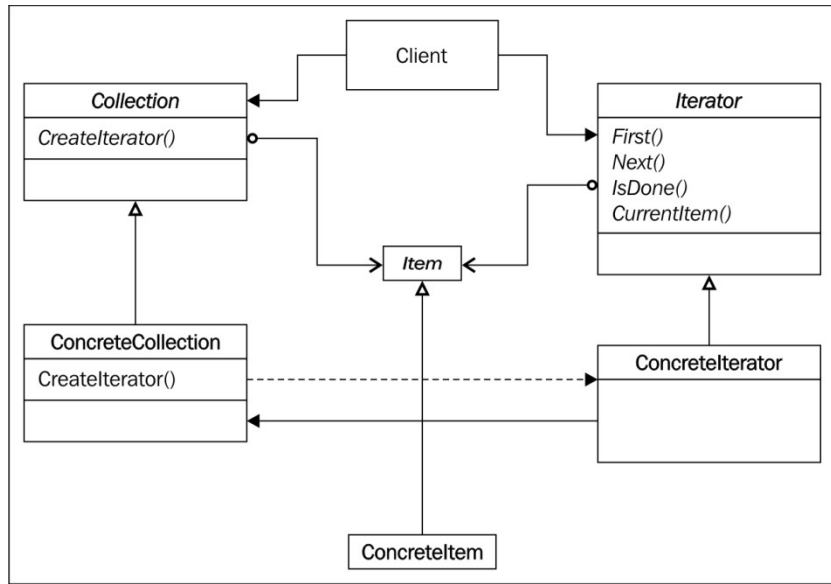 Client
Collection
CreateIterator()
Iterator
First()
Next()
IsDone()
CurrentItem()
Item
ConcreteCollection
CreateIterator()
ConcreteIterator
ConcreteItem